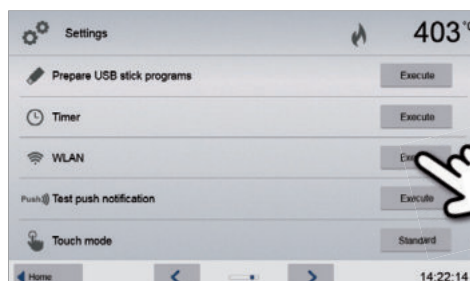 Settings 403°C
Prepare USB stick programs Execute
Timer Execute
WLAN
Push Test push notification Execute
Touch mode Standard
Home 14:22:14